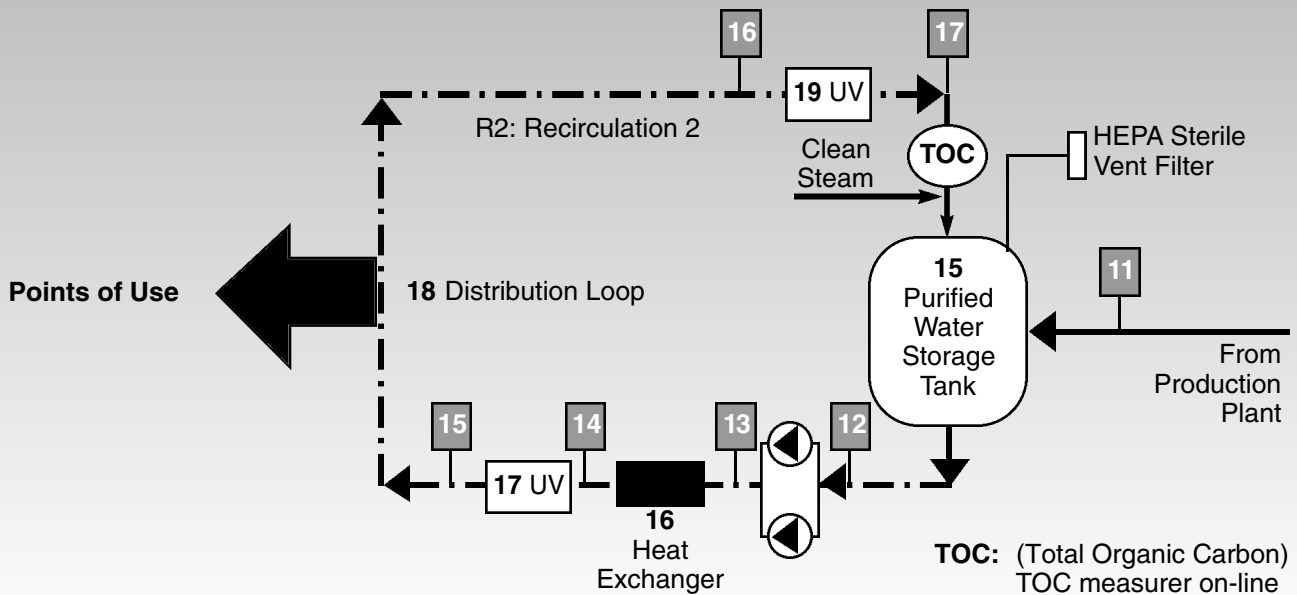 16
17
19 UV
R2: Recirculation 2
Clean
Steam
TOC
HEPA Sterile
Vent Filter
15
Purified
Water
Storage
Tank
11
From
Production
Plant
Points of Use
18 Distribution Loop
15
14
13
12
17 UV
16
Heat
Exchanger
TOC: (Total Organic Carbon)
TOC measurer on-line